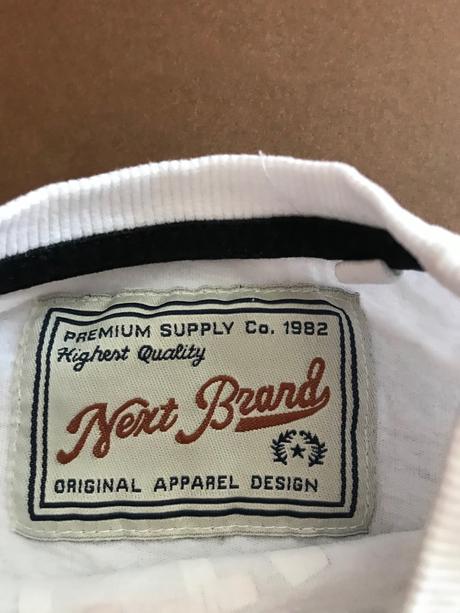 PREMIUM SUPPLY Co. 1982
Highest Quality
Next Brand
ORIGINAL APPAREL DESIGN